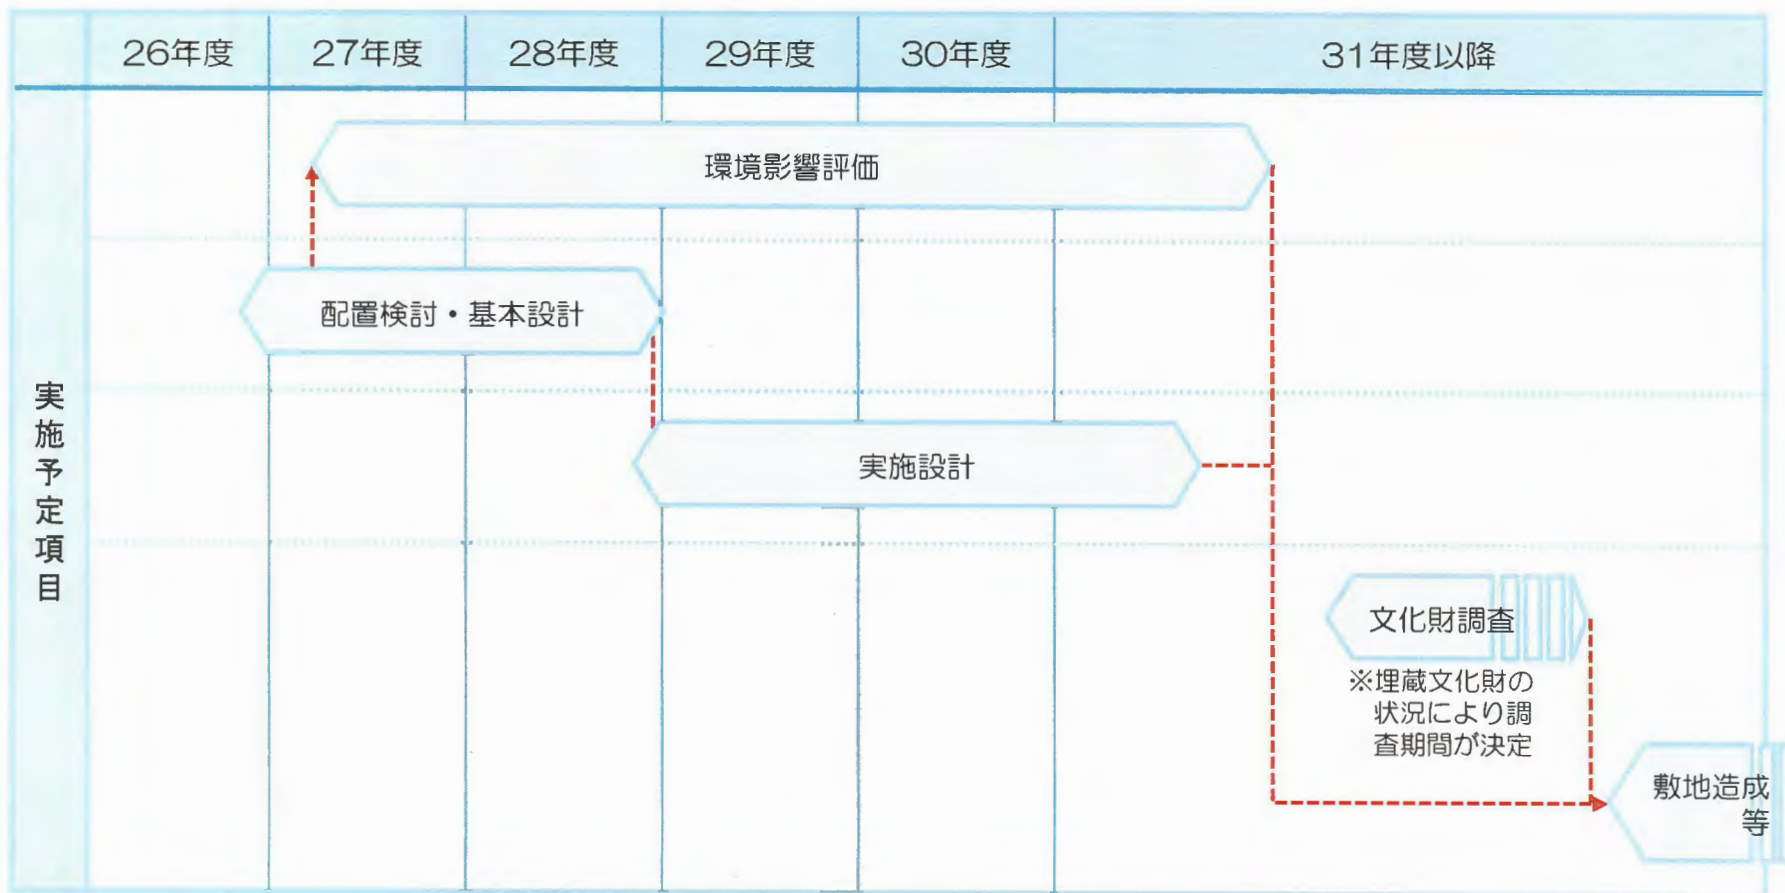 26年度
27年度
28年度
29年度
30年度
31年度以降
実施予定項目
環境影響評価
配置検討・基本設計
実施設計
文化財調査
※埋蔵文化財の
状況により調
査期間が決定
敷地造成
等